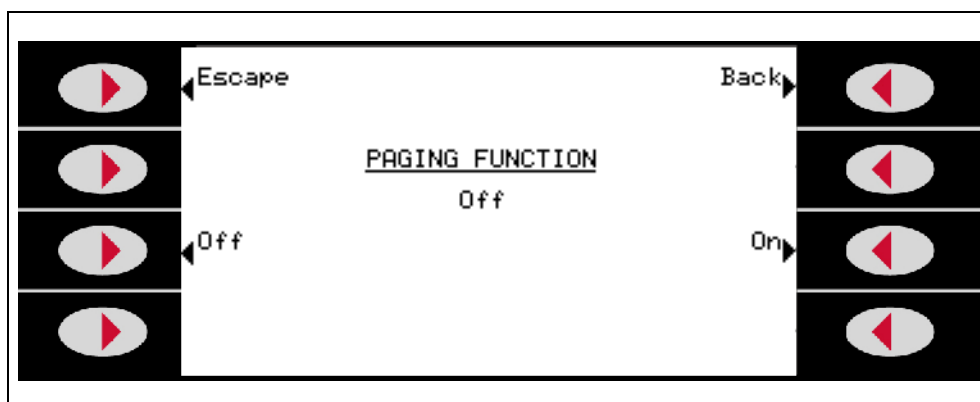 Escape
Back
PAGING FUNCTION
Off
Off
On